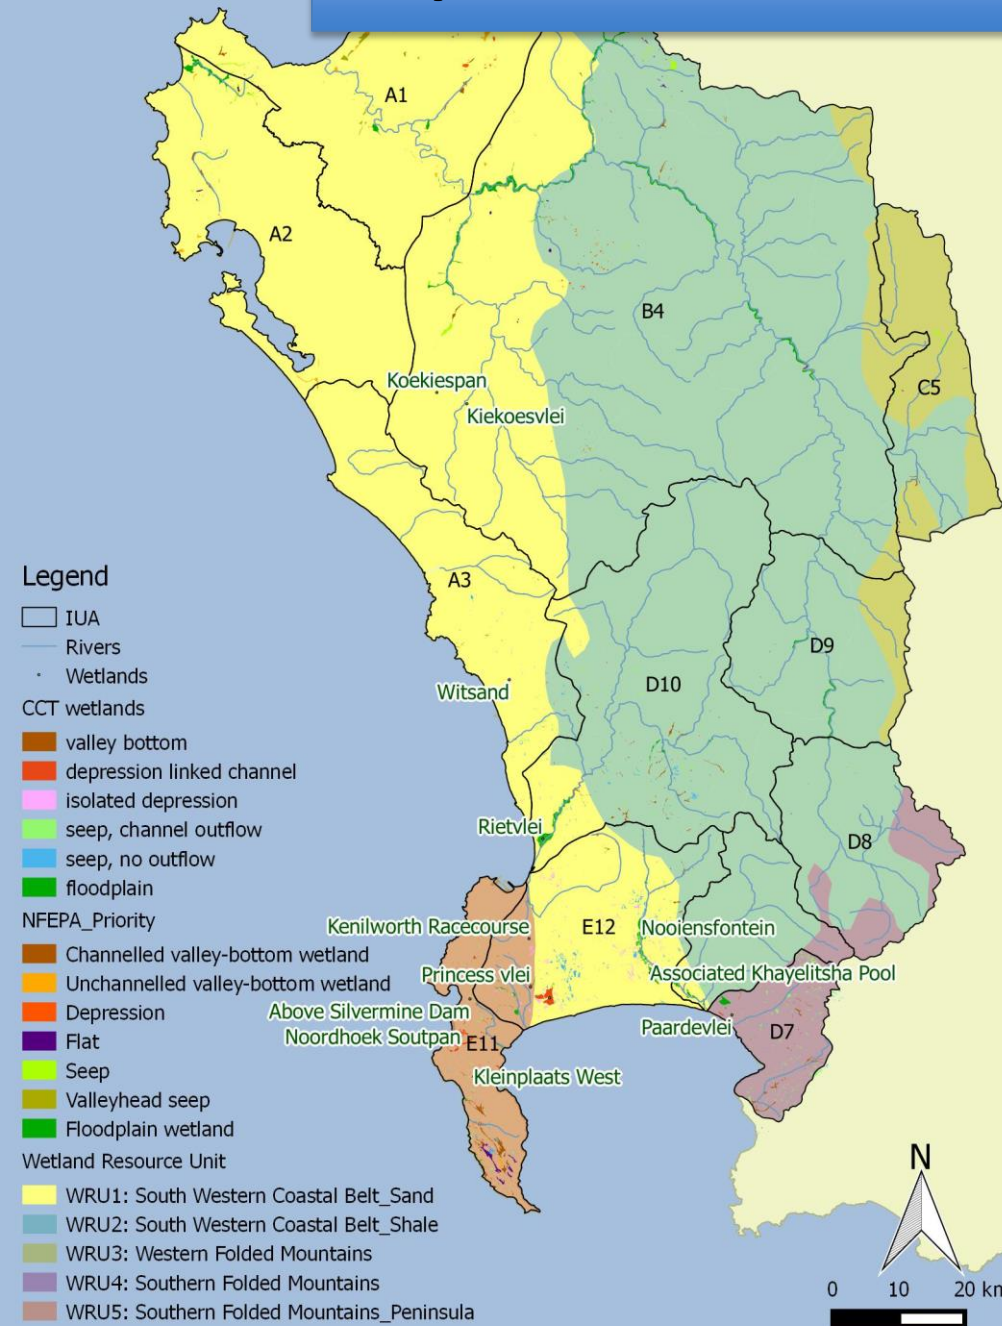 A1
A2
B4
C5
Koekiespan
Kiekoesvlei
A3
D9
D10
Witsand
Rietvlei
D8
Kenilworth Racecourse
E12
Nooiensfontein
Princess vlei
Associated Khayelitsha Pool
Above Silvermine Dam
Noordhoek Soutpan
E11
Paardevlei
D7
Kleinplaats West
Legend
IUA
Rivers
Wetlands
CCT wetlands
valley bottom
depression linked channel
isolated depression
seep, channel outflow
seep, no outflow
floodplain
NFEPA_Priority
Channelled valley-bottom wetland
Unchannelled valley-bottom wetland
Depression
Flat
Seep
Valleyhead seep
Floodplain wetland
Wetland Resource Unit
WRU1: South Western Coastal Belt_Sand
WRU2: South Western Coastal Belt_Shale
WRU3: Western Folded Mountains
WRU4: Southern Folded Mountains
WRU5: Southern Folded Mountains_Peninsula
N
0 10 20 km